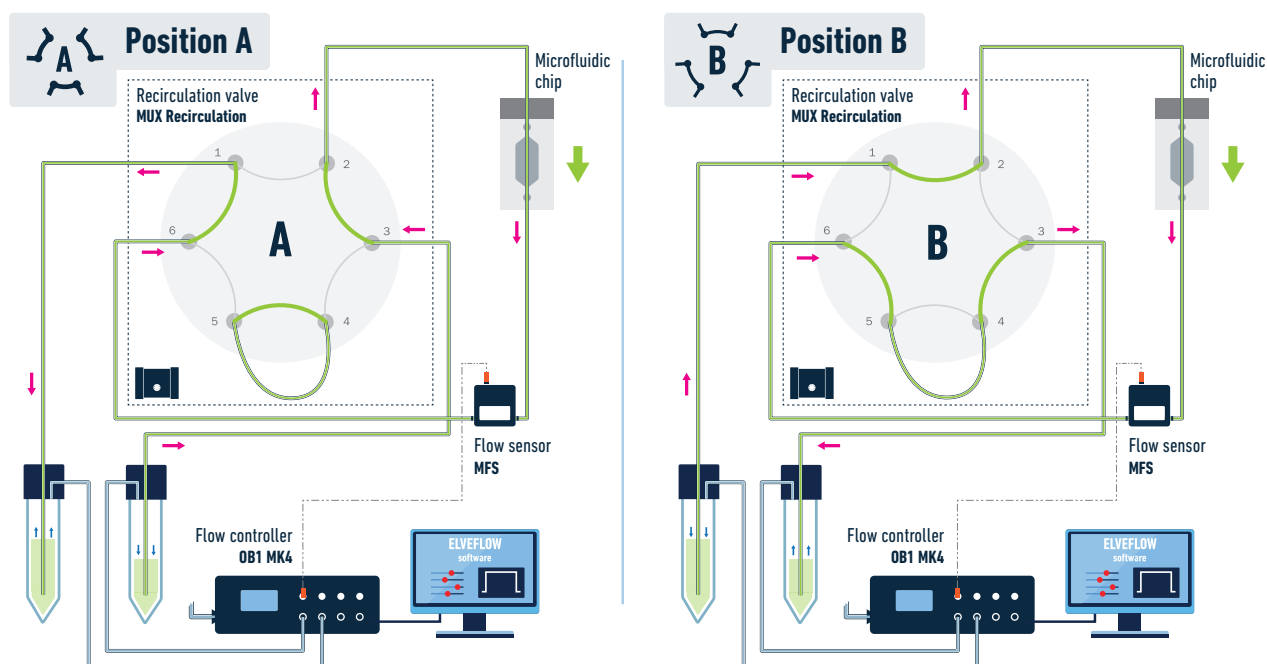 A
Position A
Recirculation valve
MUX Recirculation
Microfluidic
chip
1
2
3
4
5
6
A
Flow sensor
MFS
Flow controller
OB1 MK4
ELVEFLOW
software
B
Position B
Recirculation valve
MUX Recirculation
Microfluidic
chip
1
2
3
4
5
6
B
Flow sensor
MFS
Flow controller
OB1 MK4
ELVEFLOW
software